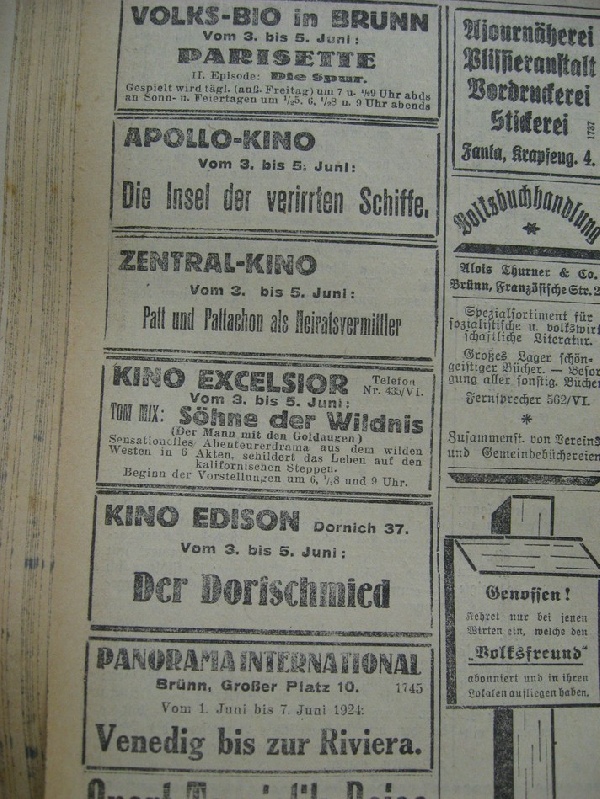 VOLKS-BIO in BRÜNN
Vom 3. bis 5. Juni:
PARISETTE
II. Episode: Die Spur.
Gespielt wird tägl. (auß. Freitag) um 7 u. ½9 Uhr abds
an Sonn- u. Feiertagen um ½5, 6, ½8 u. 9 Uhr abends
APOLLO-KINO
Vom 3. bis 5. Juni:
Die Insel der verirrten Schiffe.
ZENTRAL-KINO
Vom 3. bis 5. Juni:
Patt und Pattachon als Heiratsvermittler
KINO EXCELSIOR Telefon Nr. 435/VI.
Vom 3. bis 5. Juni:
TOM MIX: Söhne der Wildnis
(Der Mann mit den Goldaugen)
Sensationelles Abenteurerdrama aus dem wilden
Westen in 6 Akten, schildert das Leben auf den
kalifornischen Steppen.
Beginn der Vorstellungen um 6, ½8 und 9 Uhr.
KINO EDISON Dornich 37.
Vom 3. bis 5. Juni:
Der Dorfschmied
PANORAMA INTERNATIONAL
Brünn, Großer Platz 10. 1745
Vom 1. Juni bis 7. Juni 1924:
Venedig bis zur Riviera.
Ajournäherei
Plissieranstalt
Vordruckerei
Stickerei 1737
Fanla, Krapfeng. 4.
Volksbuchhandlung
Alois Thurner & Co.
Brünn, Französische Str. 2
Spezialsortiment für
sozialistische u. volkswirt
schaftliche Literatur.
Großes Lager schön-
geistiger Bücher. — Besor
gung aller sonstig. Büche
Fernsprecher 562/VI.
Zusammenst. von Vereins
und Gemeindebüchereien
Genossen!
Kehret nur bei jenen
Wirten ein, welche den
„Volksfreund"
abonniert und in ihren
Lokalen aufliegen haben.